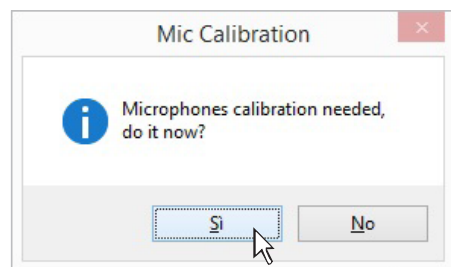 Mic Calibration
Microphones calibration needed,
do it now?
Sì
No